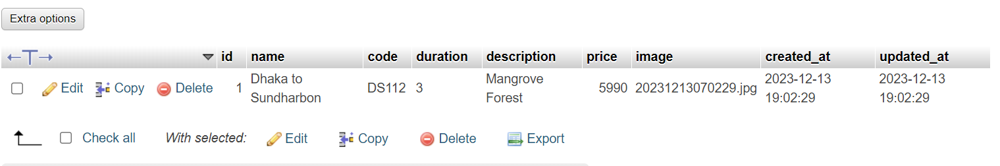 Extra options
id name code duration description price image created_at updated_at
Edit Copy Delete 1 Dhaka to Sundharbon DS112 3 Mangrove Forest 5990 20231213070229.jpg 2023-12-13 19:02:29 2023-12-13 19:02:29
Check all With selected: Edit Copy Delete Export